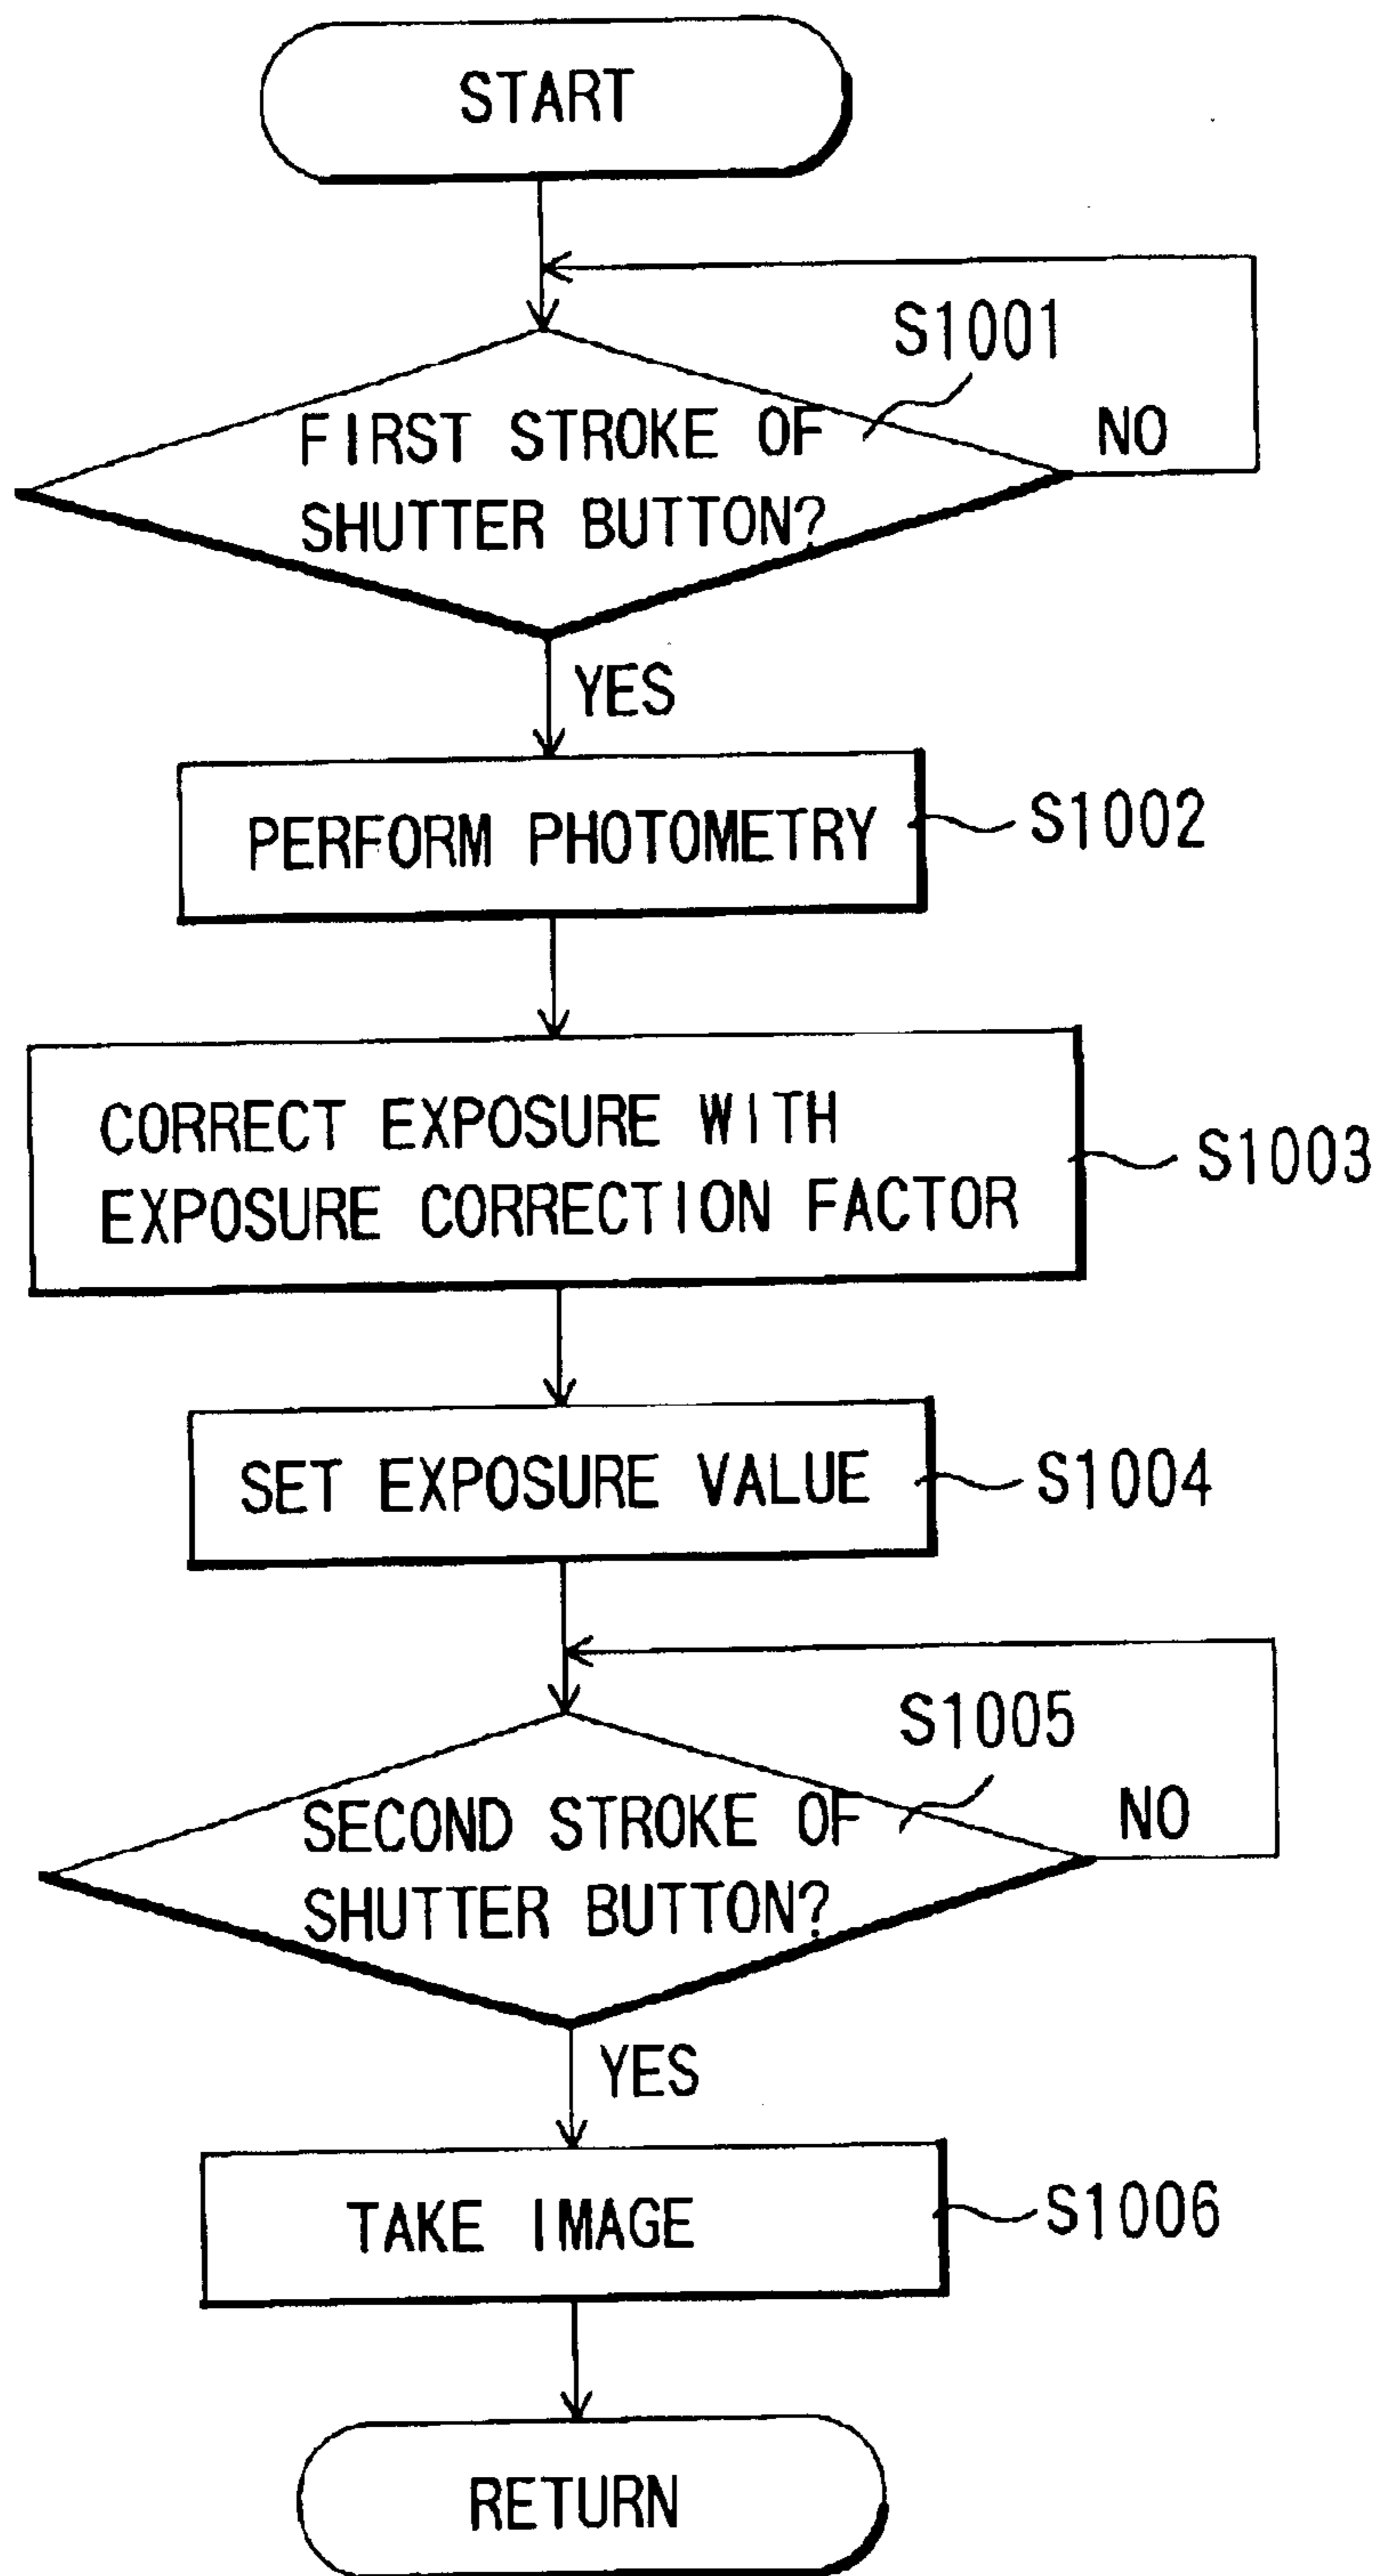 START
S1001
FIRST STROKE OF
SHUTTER BUTTON?
NO
YES
PERFORM PHOTOMETRY
S1002
CORRECT EXPOSURE WITH
EXPOSURE CORRECTION FACTOR
S1003
SET EXPOSURE VALUE
S1004
S1005
SECOND STROKE OF
SHUTTER BUTTON?
NO
YES
TAKE IMAGE
S1006
RETURN